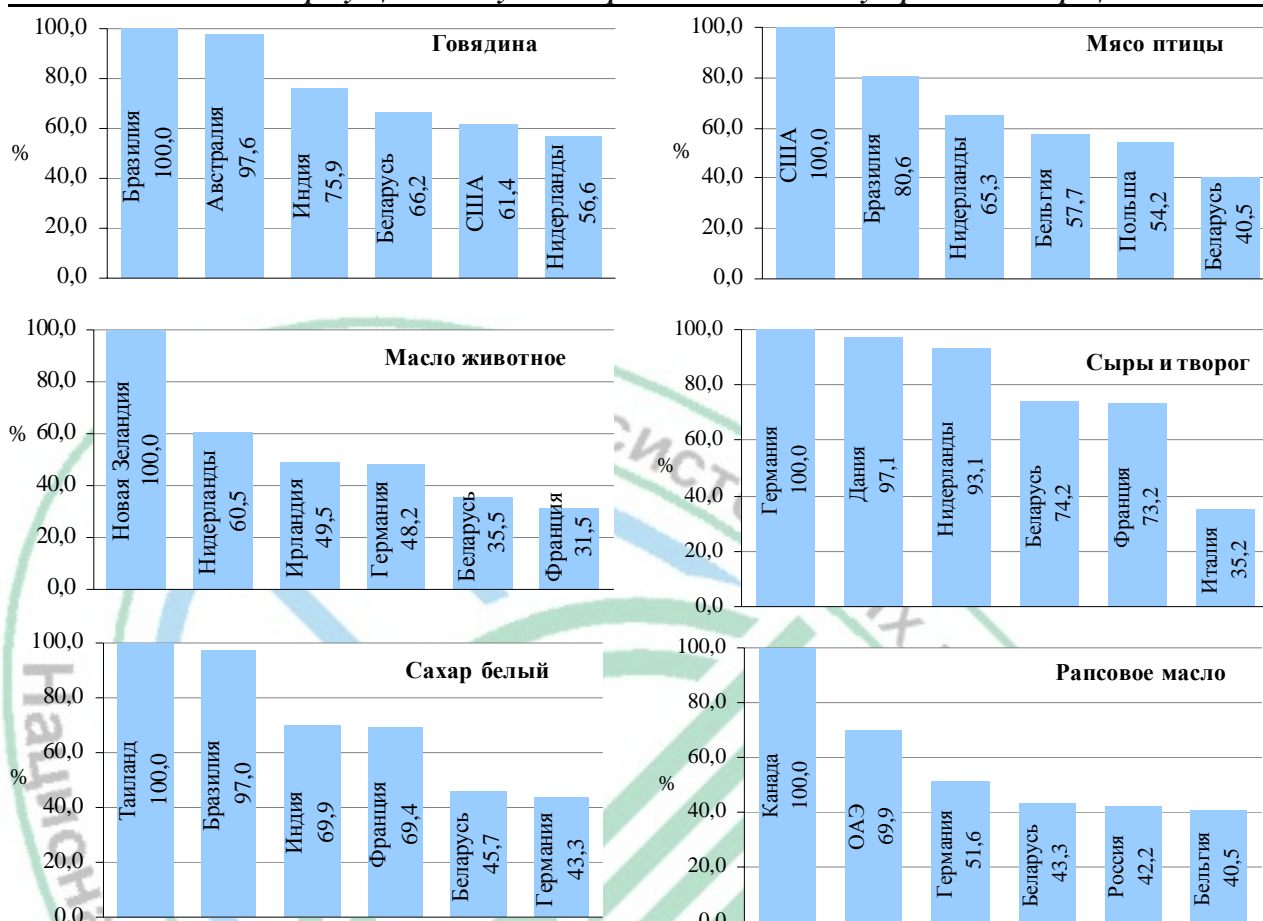 Говядина
100,0
80,0
60,0
40,0
20,0
0,0
%
Бразилия
100,0
Австралия
97,6
Индия
75,9
Беларусь
66,2
США
61,4
Нидерланды
56,6
Мясо птицы
100,0
80,0
60,0
40,0
20,0
0,0
%
США
100,0
Бразилия
80,6
Нидерланды
65,3
Бельгия
57,7
Польша
54,2
Беларусь
40,5
Масло животное
100,0
80,0
60,0
40,0
20,0
0,0
%
Новая Зеландия
100,0
Нидерланды
60,5
Ирландия
49,5
Германия
48,2
Беларусь
35,5
Франция
31,5
Сыры и творог
100,0
80,0
60,0
40,0
20,0
0,0
%
Германия
100,0
Дания
97,1
Нидерланды
93,1
Беларусь
74,2
Франция
73,2
Италия
35,2
Сахар белый
100,0
80,0
60,0
40,0
20,0
0,0
%
Таиланд
100,0
Бразилия
97,0
Индия
69,9
Франция
69,4
Беларусь
45,7
Германия
43,3
Рапсовое масло
100,0
80,0
60,0
40,0
20,0
0,0
%
Канада
100,0
ОАЭ
69,9
Германия
51,6
Беларусь
43,3
Россия
42,2
Бельгия
40,5